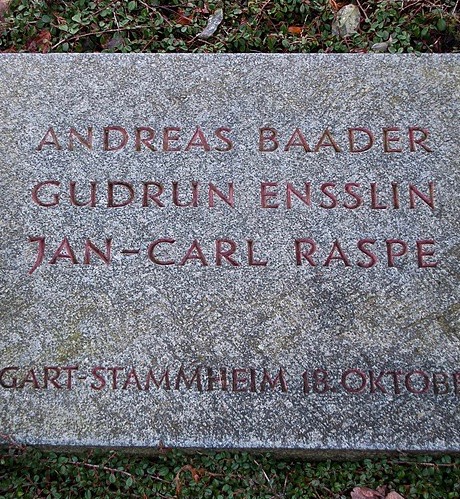 ANDREAS BAADER
GUDRUN ENSSLIN
JAN-CARL RASPE
GART-STAMMHEIM 18. OKTOBE